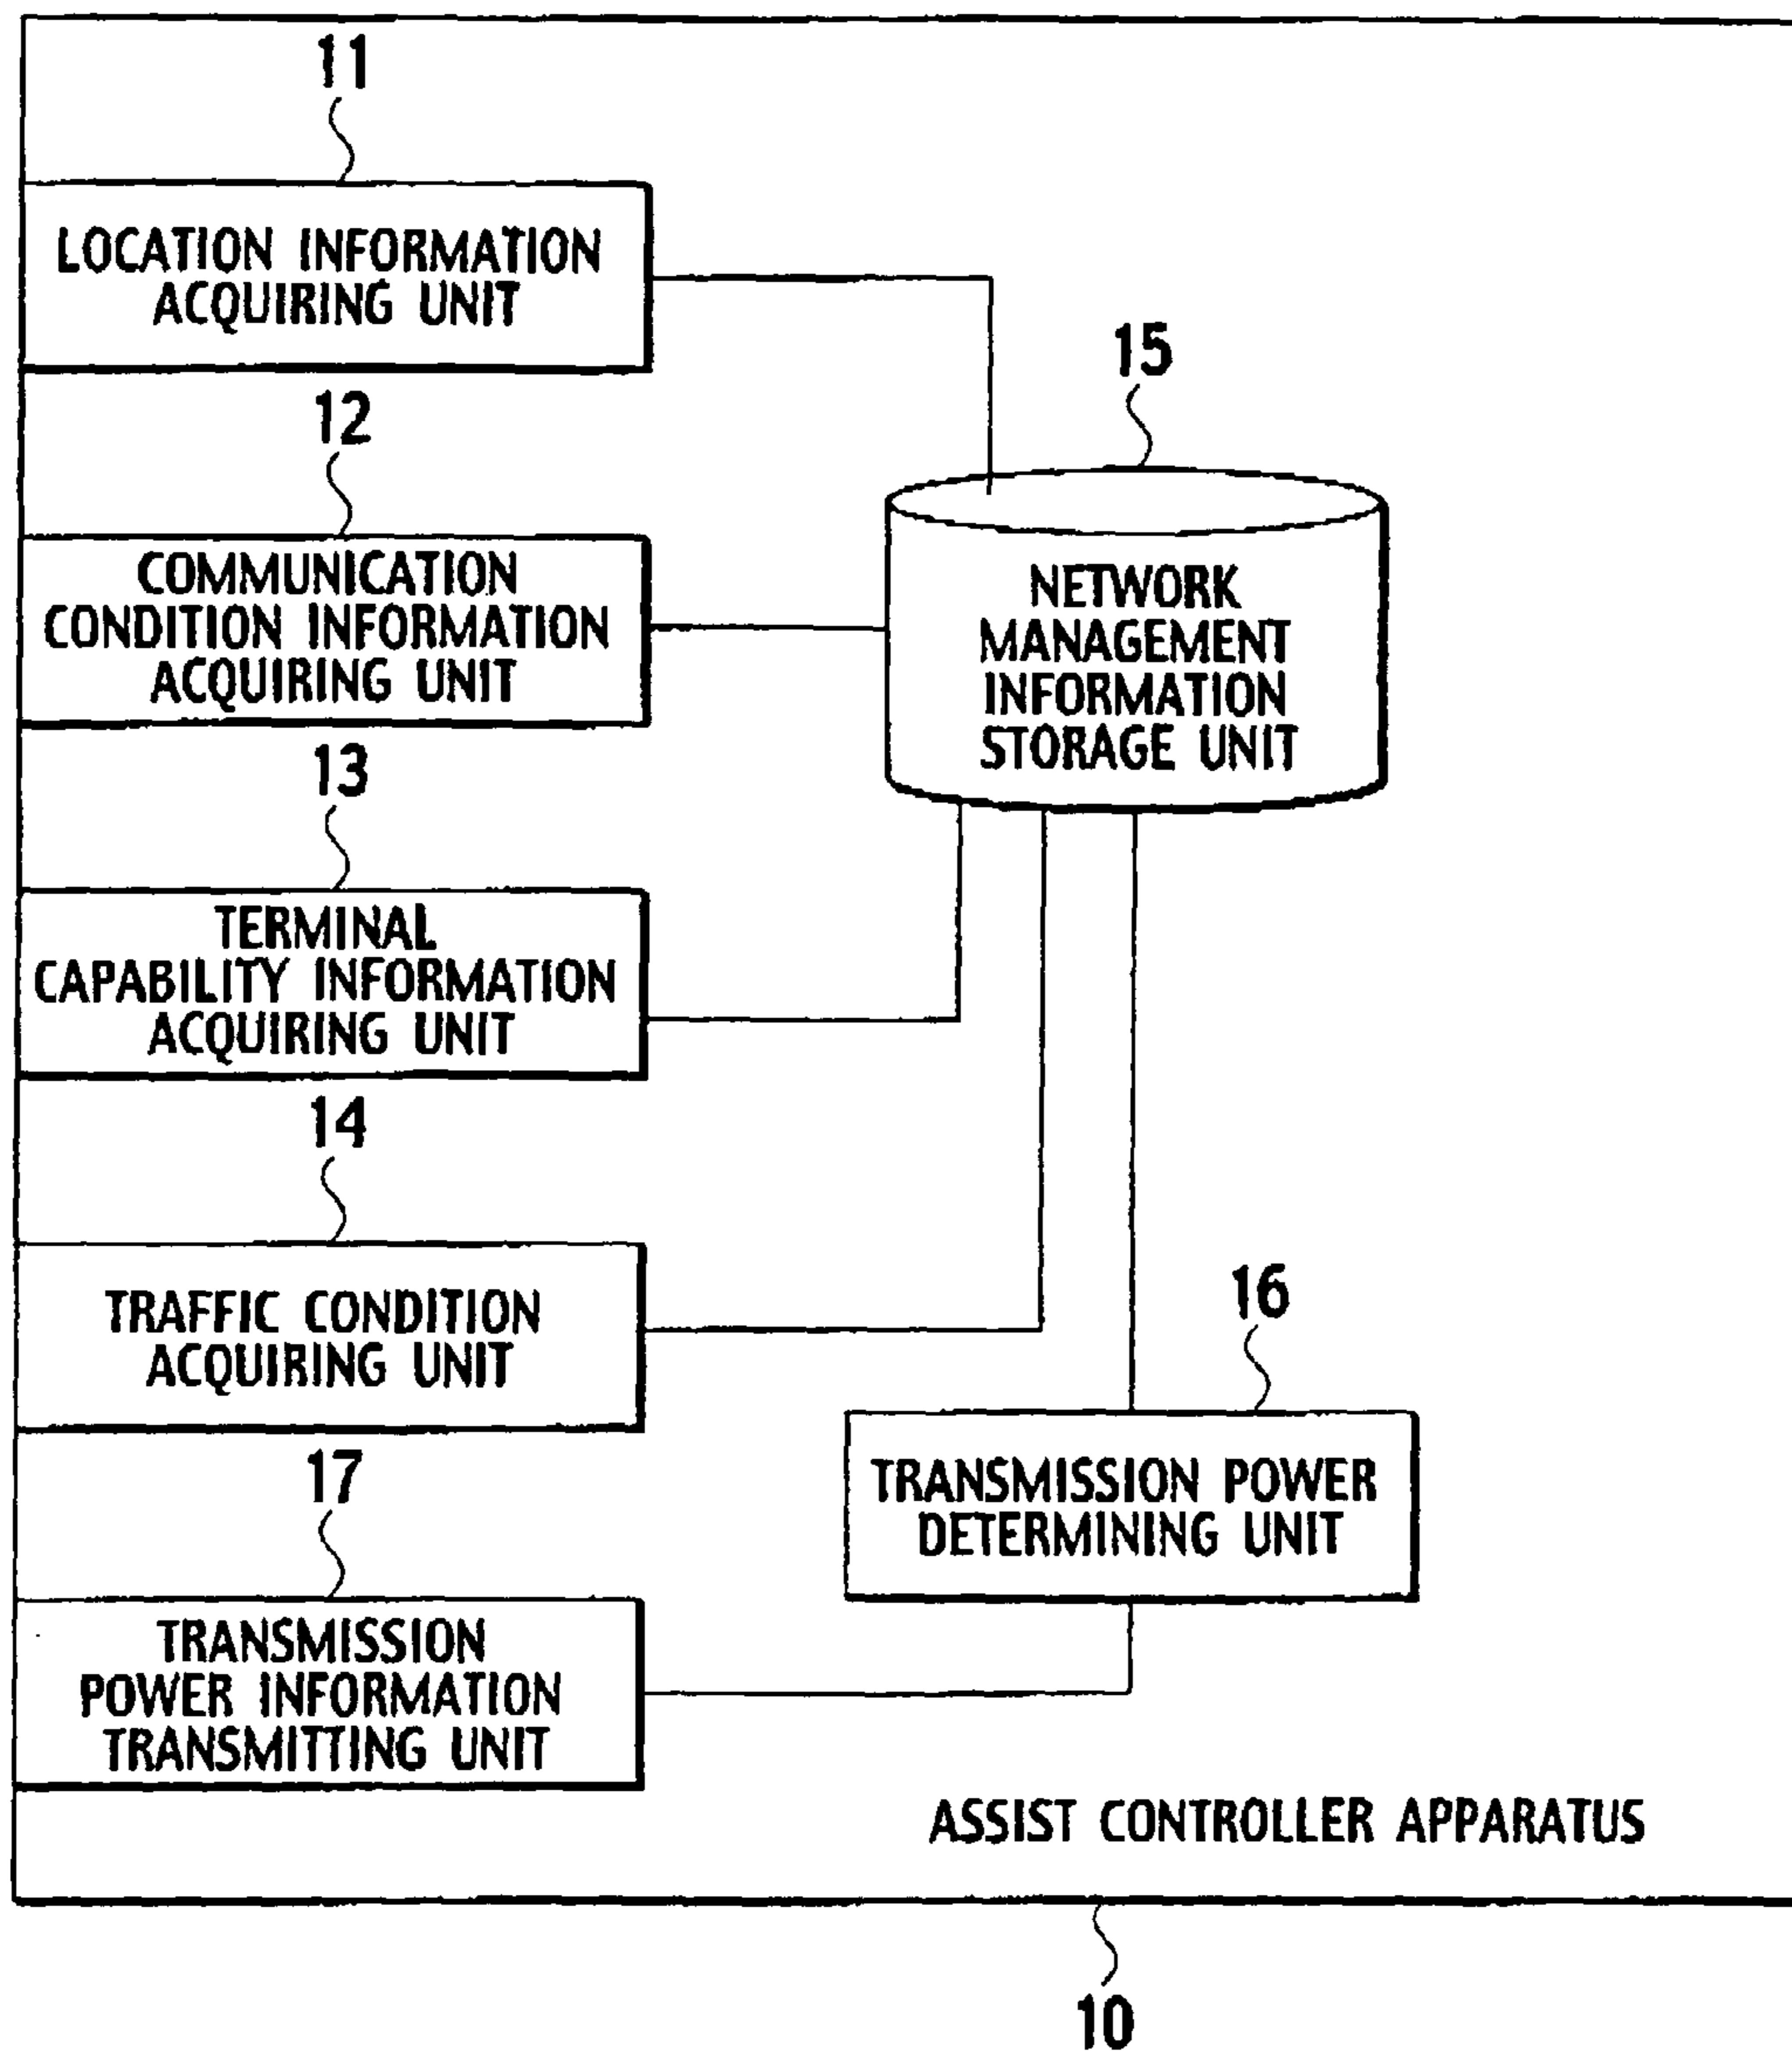 11
LOCATION INFORMATION
ACQUIRING UNIT
12
COMMUNICATION
CONDITION INFORMATION
ACQUIRING UNIT
13
TERMINAL
CAPABILITY INFORMATION
ACQUIRING UNIT
14
TRAFFIC CONDITION
ACQUIRING UNIT
17
TRANSMISSION
POWER INFORMATION
TRANSMITTING UNIT
15
NETWORK
MANAGEMENT
INFORMATION
STORAGE UNIT
16
TRANSMISSION POWER
DETERMINING UNIT
ASSIST CONTROLLER APPARATUS
10